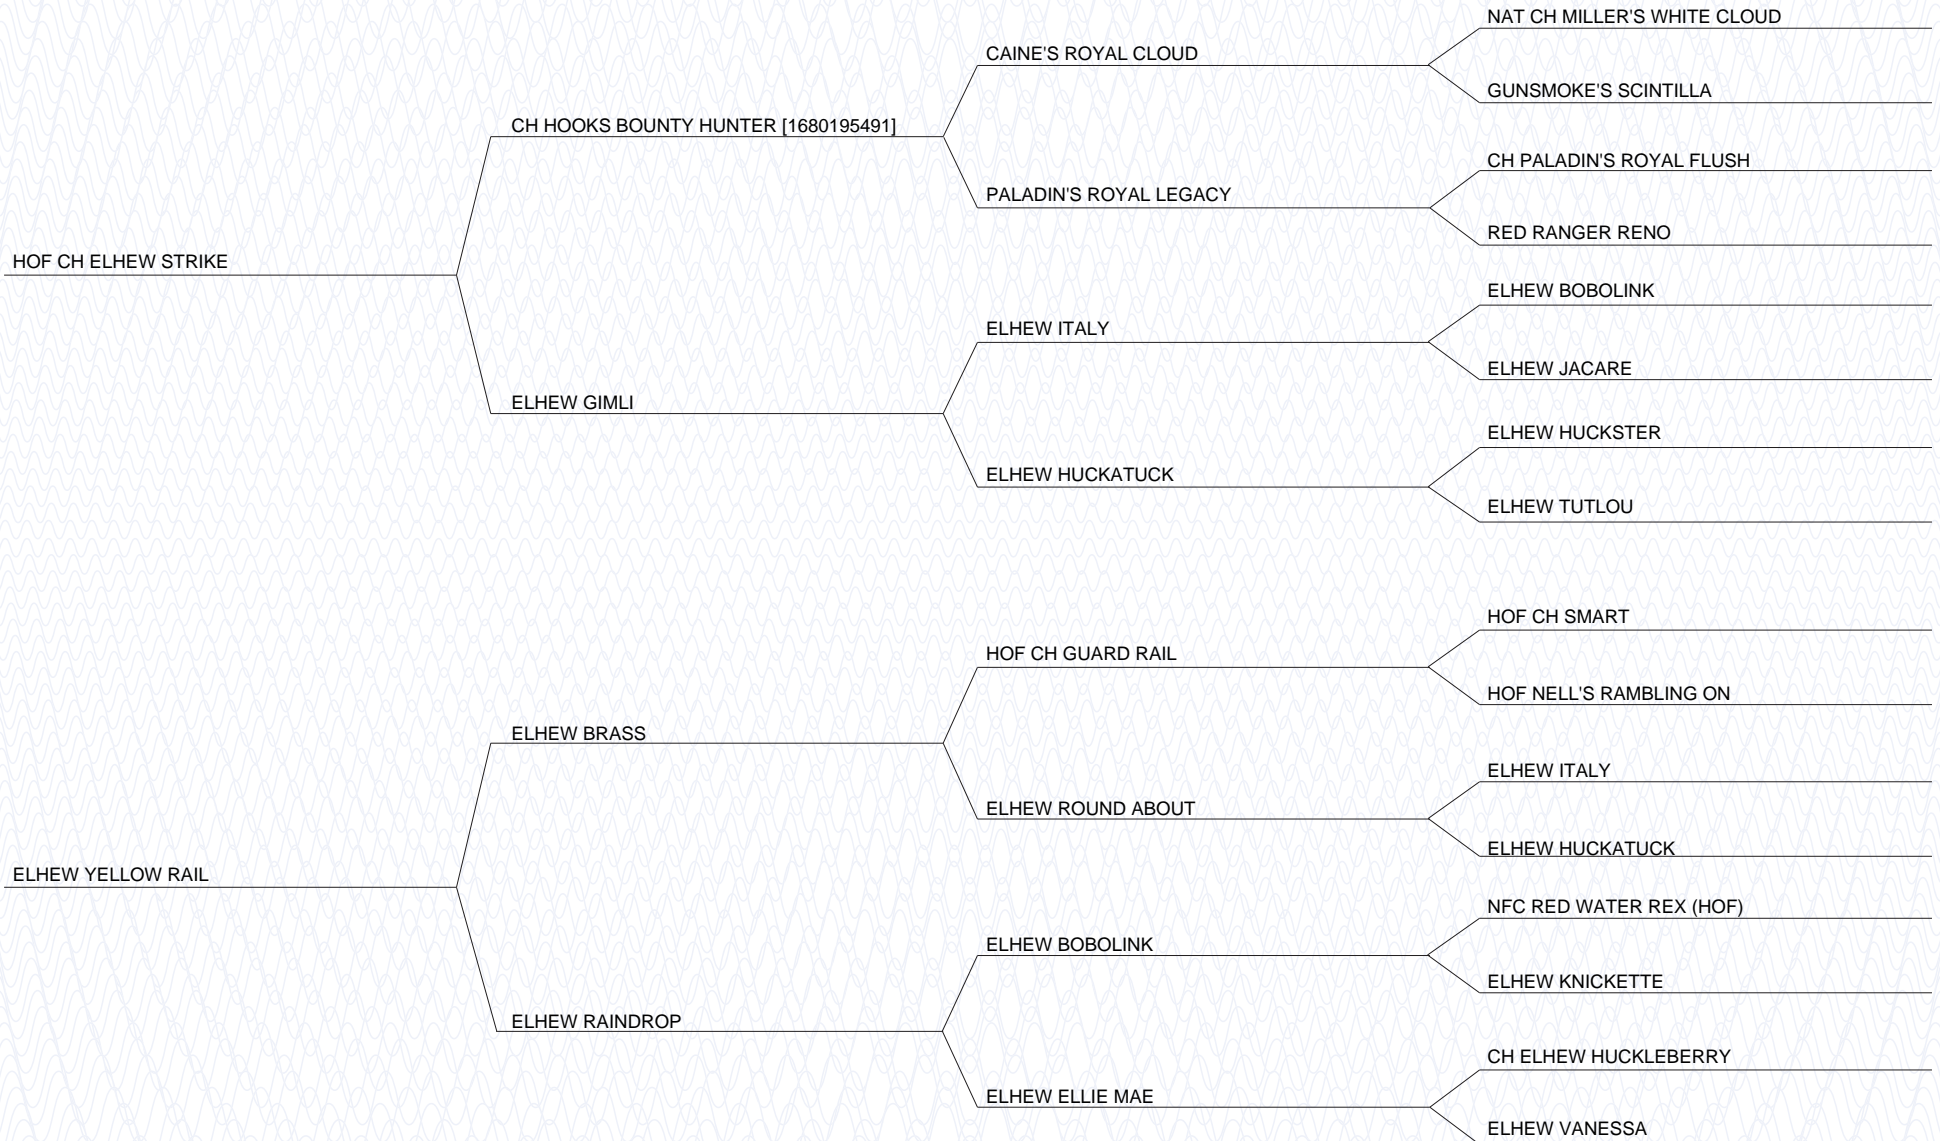 NAT CH MILLER'S WHITE CLOUD
CAINE'S ROYAL CLOUD
GUNSMOKE'S SCINTILLA
CH HOOKS BOUNTY HUNTER [1680195491]
CH PALADIN'S ROYAL FLUSH
PALADIN'S ROYAL LEGACY
RED RANGER RENO
HOF CH ELHEW STRIKE
ELHEW BOBOLINK
ELHEW ITALY
ELHEW JACARE
ELHEW GIMLI
ELHEW HUCKSTER
ELHEW HUCKATUCK
ELHEW TUTLOU
HOF CH SMART
HOF CH GUARD RAIL
HOF NELL'S RAMBLING ON
ELHEW BRASS
ELHEW ITALY
ELHEW ROUND ABOUT
ELHEW HUCKATUCK
ELHEW YELLOW RAIL
NFC RED WATER REX (HOF)
ELHEW BOBOLINK
ELHEW KNICKETTE
ELHEW RAINDROP
CH ELHEW HUCKLEBERRY
ELHEW ELLIE MAE
ELHEW VANESSA